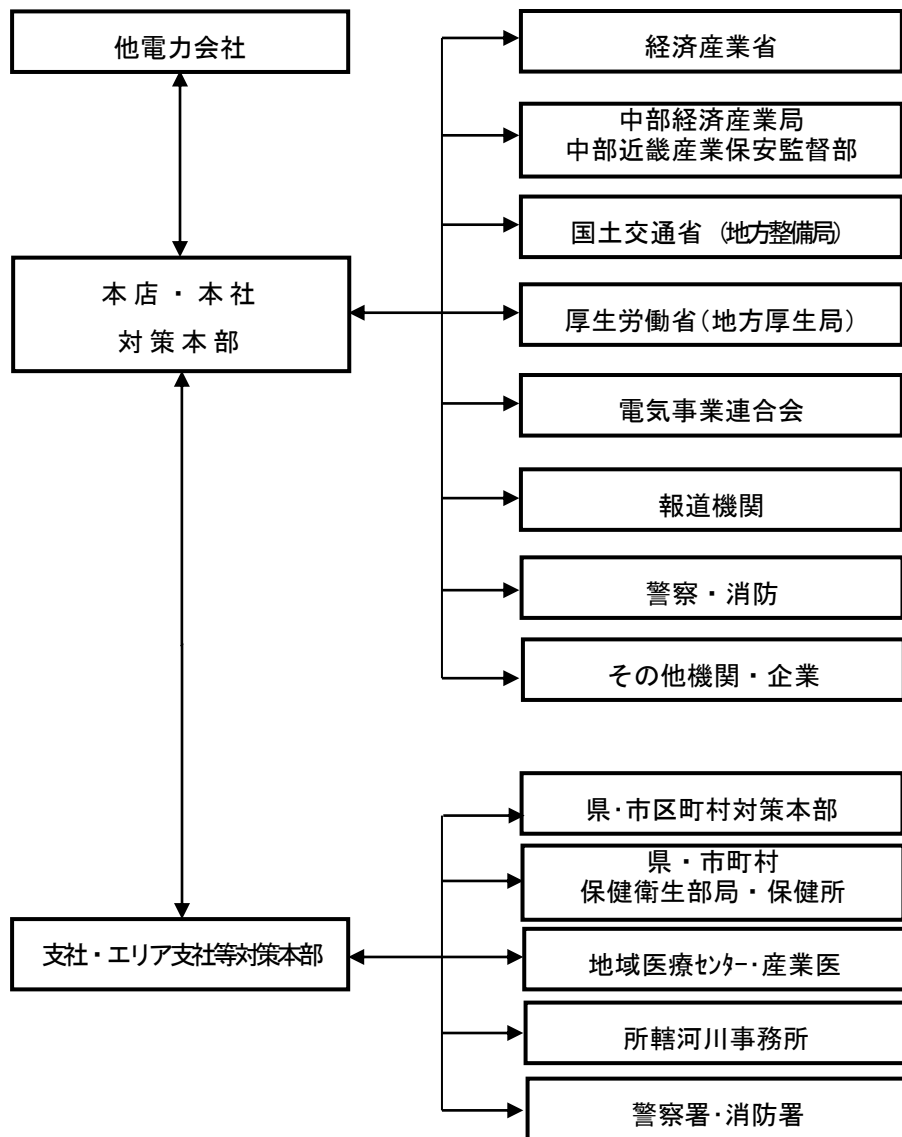 他電力会社
本店・本社
対策本部
経済産業省
中部経済産業局
中部近畿産業保安監督部
国土交通省（地方整備局）
厚生労働省（地方厚生局）
電気事業連合会
報道機関
警察・消防
その他機関・企業
支社・エリア支社等対策本部
県・市区町村対策本部
県・市町村
保健衛生部局・保健所
地域医療ｾﾝﾀｰ・産業医
所轄河川事務所
警察署・消防署